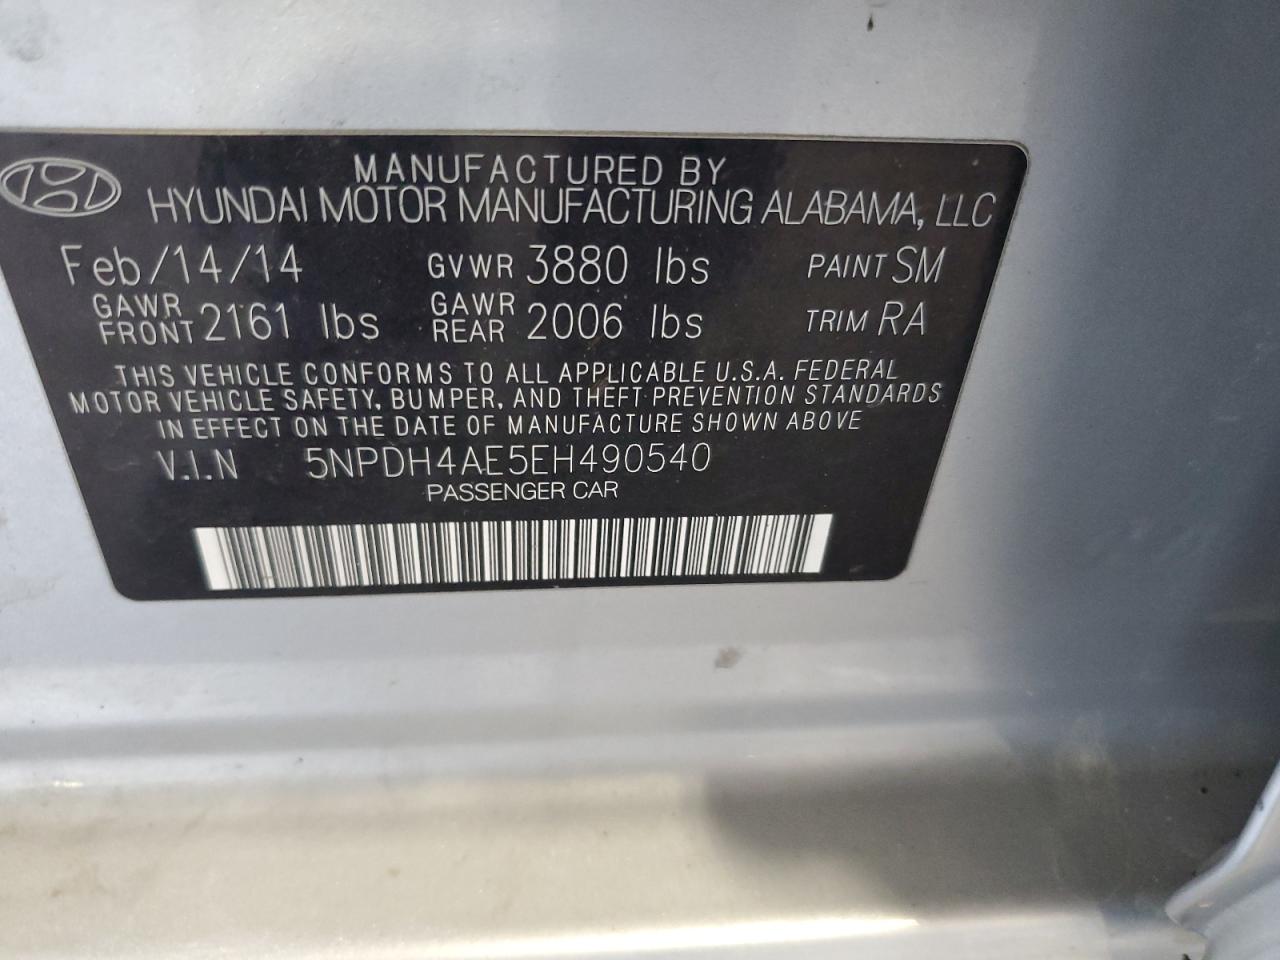 MANUFACTURED BY
HYUNDAI MOTOR MANUFACTURING ALABAMA, LLC
Feb/14/14 GVWR 3880 lbs PAINT SM
GAWR FRONT 2161 lbs GAWR REAR 2006 lbs TRIM RA
THIS VEHICLE CONFORMS TO ALL APPLICABLE U.S.A. FEDERAL
MOTOR VEHICLE SAFETY, BUMPER, AND THEFT PREVENTION STANDARDS
IN EFFECT ON THE DATE OF MANUFACTURE SHOWN ABOVE
V.I.N 5NPDH4AE5EH490540
PASSENGER CAR